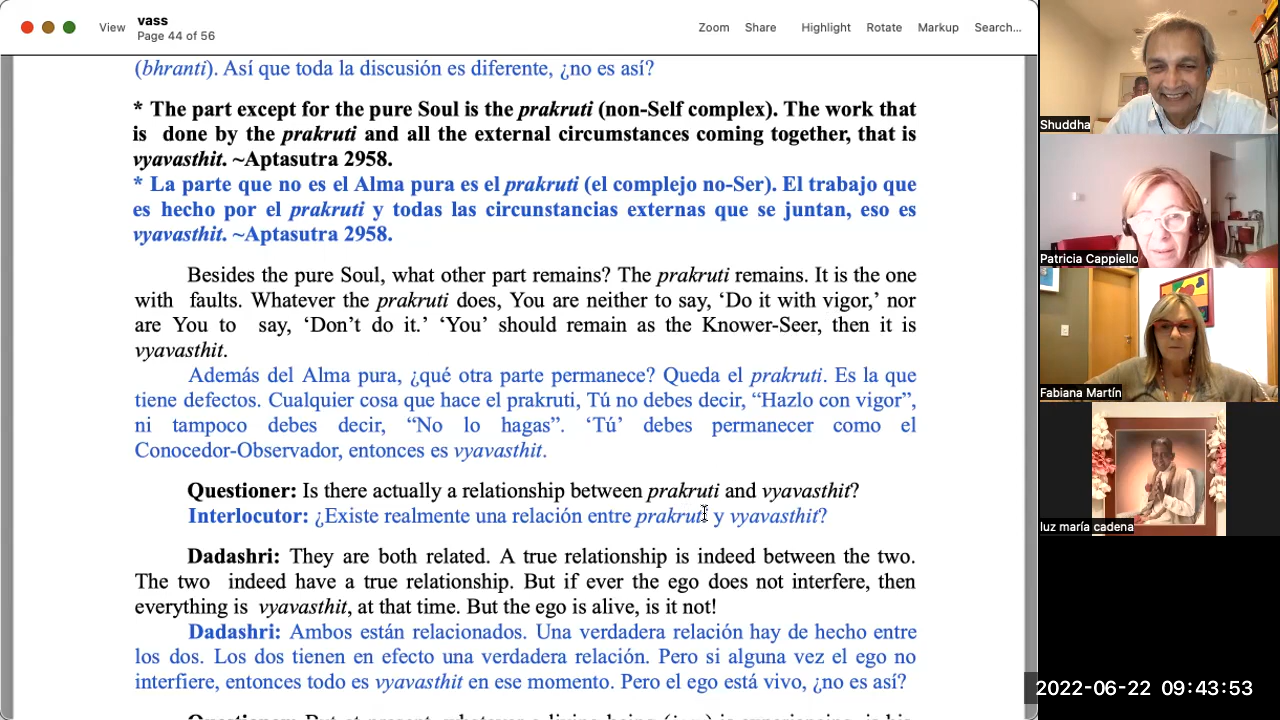 View
vass
Page 44 of 56
Zoom
Share
Highlight
Rotate
Markup
Search...
(bhranti). Así que toda la discusión es diferente, ¿no es así?
* The part except for the pure Soul is the prakruti (non-Self complex). The work that
is done by the prakruti and all the external circumstances coming together, that is
vyavasthit. ~Aptasutra 2958.
* La parte que no es el Alma pura es el prakruti (el complejo no-Ser). El trabajo que
es hecho por el prakruti y todas las circunstancias externas que se juntan, eso es
vyavasthit. ~Aptasutra 2958.
Besides the pure Soul, what other part remains? The prakruti remains. It is the one
with faults. Whatever the prakruti does, You are neither to say, ‘Do it with vigor,’ nor
are You to say, ‘Don’t do it.’ ‘You’ should remain as the Knower-Seer, then it is
vyavasthit.
Además del Alma pura, ¿qué otra parte permanece? Queda el prakruti. Es la que
tiene defectos. Cualquier cosa que hace el prakruti, Tú no debes decir, “Hazlo con vigor”,
ni tampoco debes decir, “No lo hagas”. ‘Tú’ debes permanecer como el
Conocedor-Observador, entonces es vyavasthit.
Questioner: Is there actually a relationship between prakruti and vyavasthit?
Interlocutor: ¿Existe realmente una relación entre prakruti y vyavasthit?
Dadashri: They are both related. A true relationship is indeed between the two.
The two indeed have a true relationship. But if ever the ego does not interfere, then
everything is vyavasthit, at that time. But the ego is alive, is it not!
Dadashri: Ambos están relacionados. Una verdadera relación hay de hecho entre
los dos. Los dos tienen en efecto una verdadera relación. Pero si alguna vez el ego no
interfiere, entonces todo es vyavasthit en ese momento. Pero el ego está vivo, ¿no es así?
Shuddha
Patricia Cappiello
Fabiana Martín
luz maría cadena
2022-06-22 09:43:53